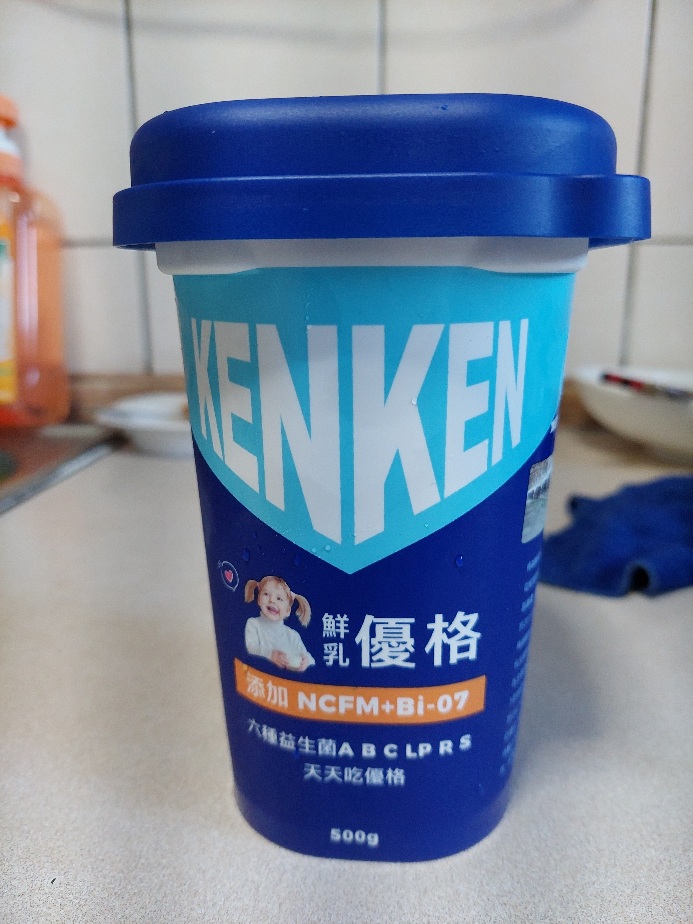 KENKEN
鮮乳優格
添加 NCFM+Bi-07
六種益生菌A B C LP R S
天天吃優格
500g